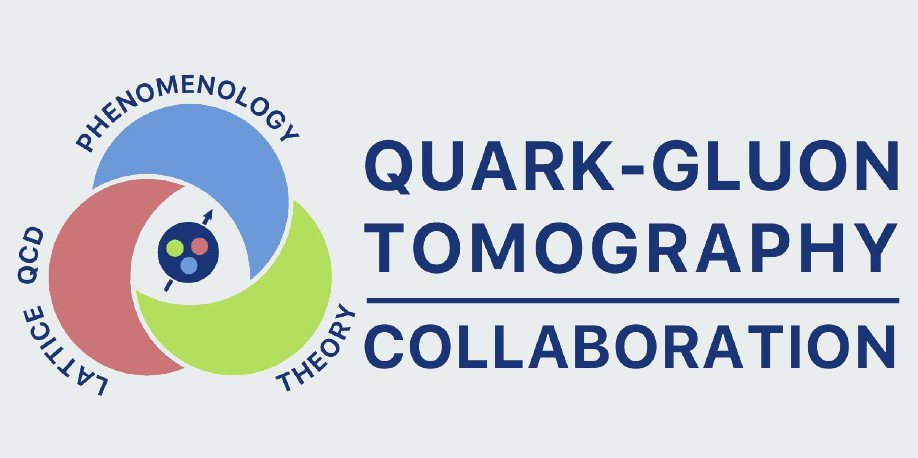 PHENOMENOLOGY
LATTICE QCD
THEORY
QUARK-GLUON
TOMOGRAPHY
COLLABORATION